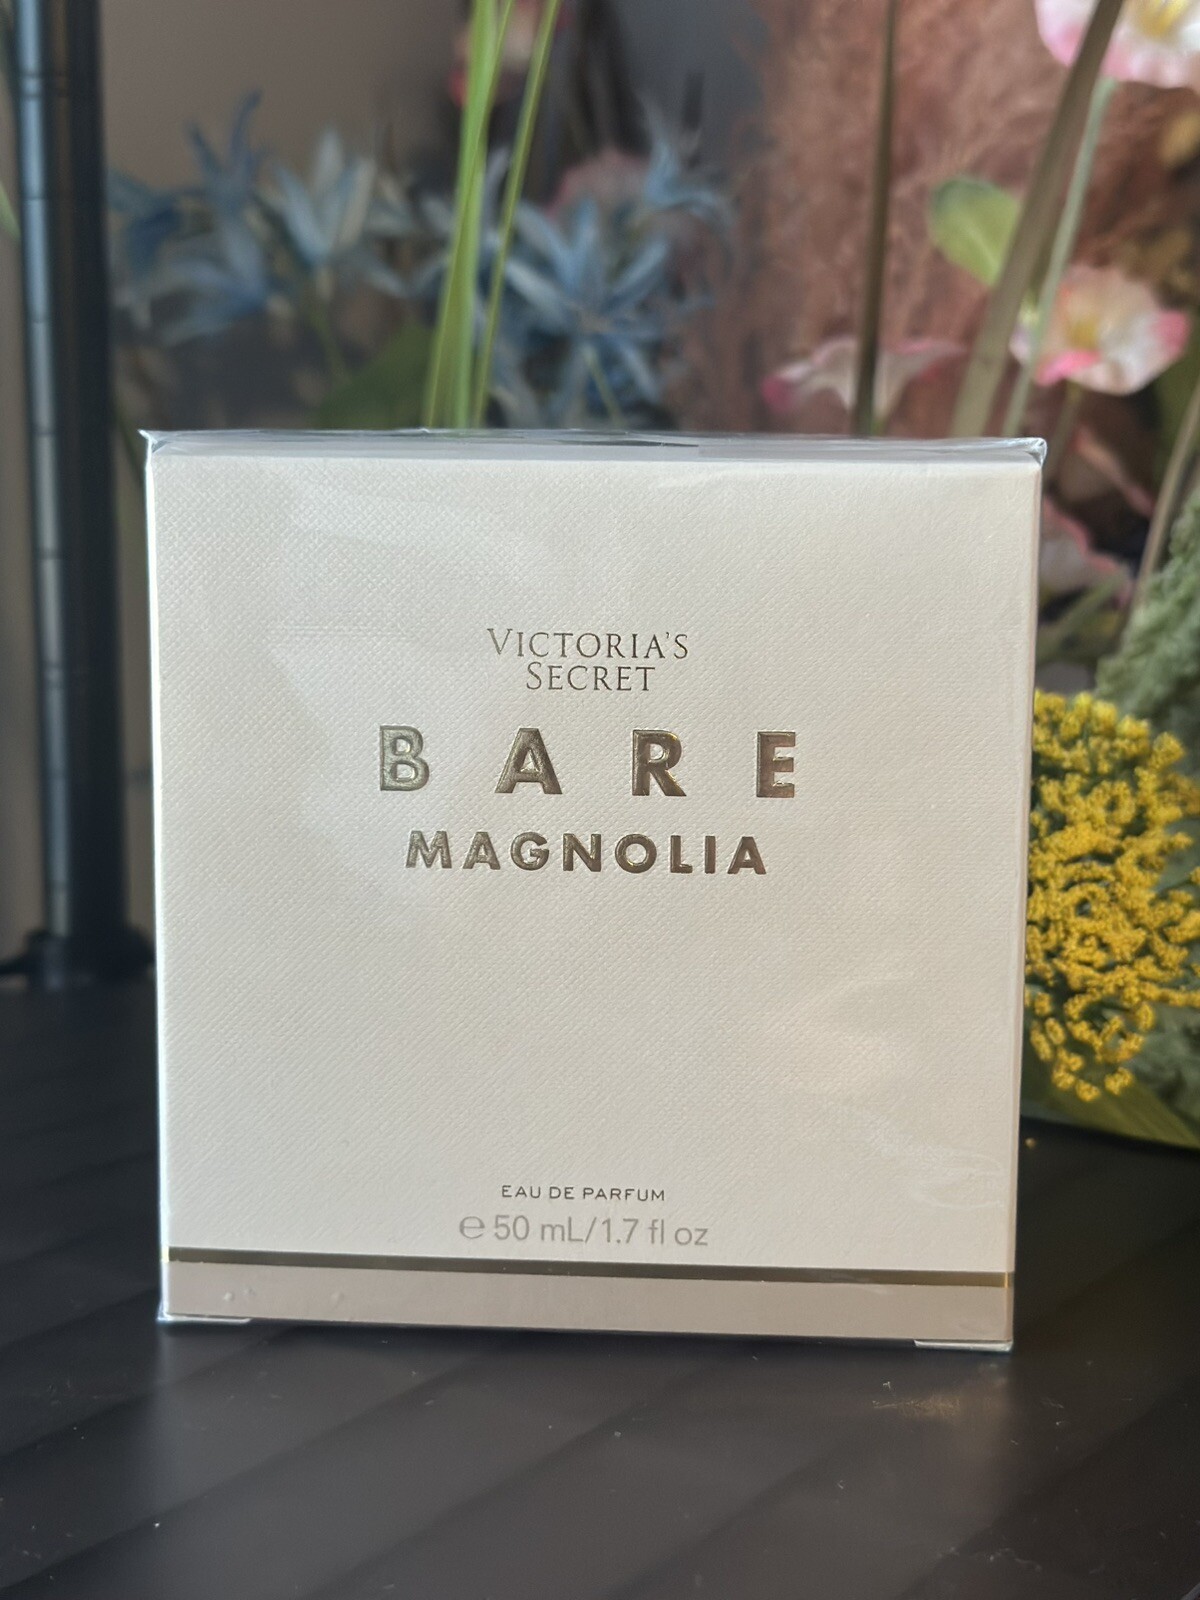 VICTORIA'S
SECRET
BARE
MAGNOLIA
EAU DE PARFUM
℮ 50 mL/1.7 fl oz